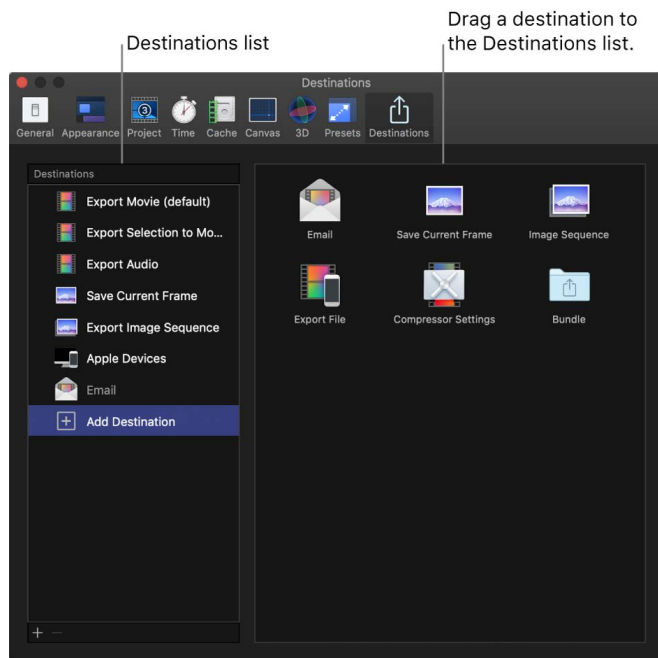 Drag a destination to
Destinations list
the Destinations list.
Destinations
3
General Appearance Project Time Cache Canvas 3D Presets Destinations
Destinations
Export Movie (default)
Export Selection to Mo...
Export Audio
Save Current Frame
Export Image Sequence
Apple Devices
Email
Add Destination
Email Save Current Frame Image Sequence
Export File Compressor Settings Bundle